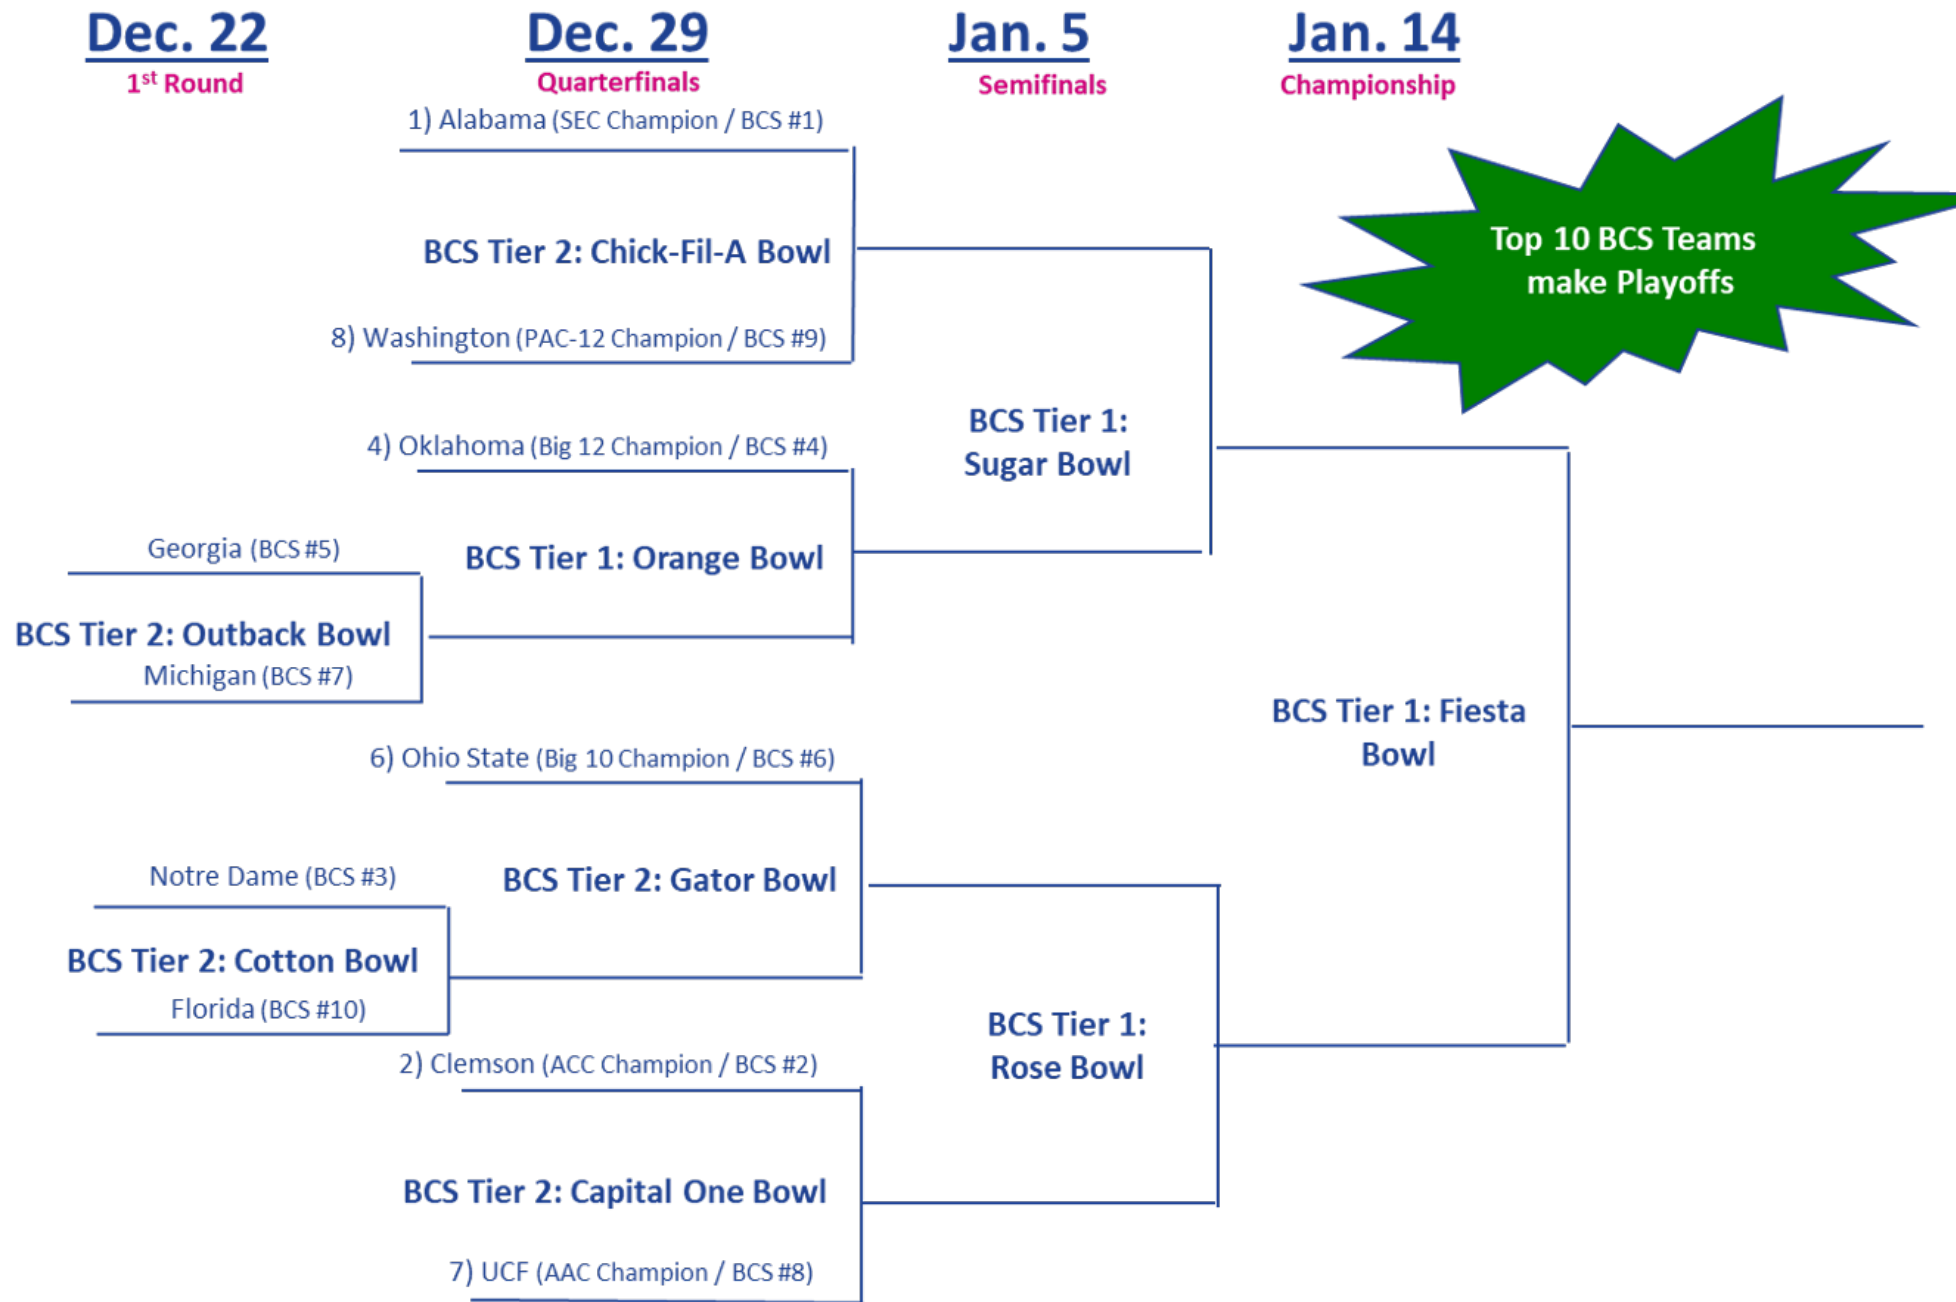 Dec. 22
Dec. 29
Jan. 5
Jan. 14
1st Round
Quarterfinals
Semifinals
Championship
1) Alabama (SEC Champion / BCS #1)
BCS Tier 2: Chick-Fil-A Bowl
8) Washington (PAC-12 Champion / BCS #9)
Top 10 BCS Teams
make Playoffs
4) Oklahoma (Big 12 Champion / BCS #4)
BCS Tier 1:
Sugar Bowl
Georgia (BCS #5)
BCS Tier 1: Orange Bowl
BCS Tier 2: Outback Bowl
Michigan (BCS #7)
BCS Tier 1: Fiesta
Bowl
6) Ohio State (Big 10 Champion / BCS #6)
Notre Dame (BCS #3)
BCS Tier 2: Gator Bowl
BCS Tier 2: Cotton Bowl
Florida (BCS #10)
BCS Tier 1:
Rose Bowl
2) Clemson (ACC Champion / BCS #2)
BCS Tier 2: Capital One Bowl
7) UCF (AAC Champion / BCS #8)